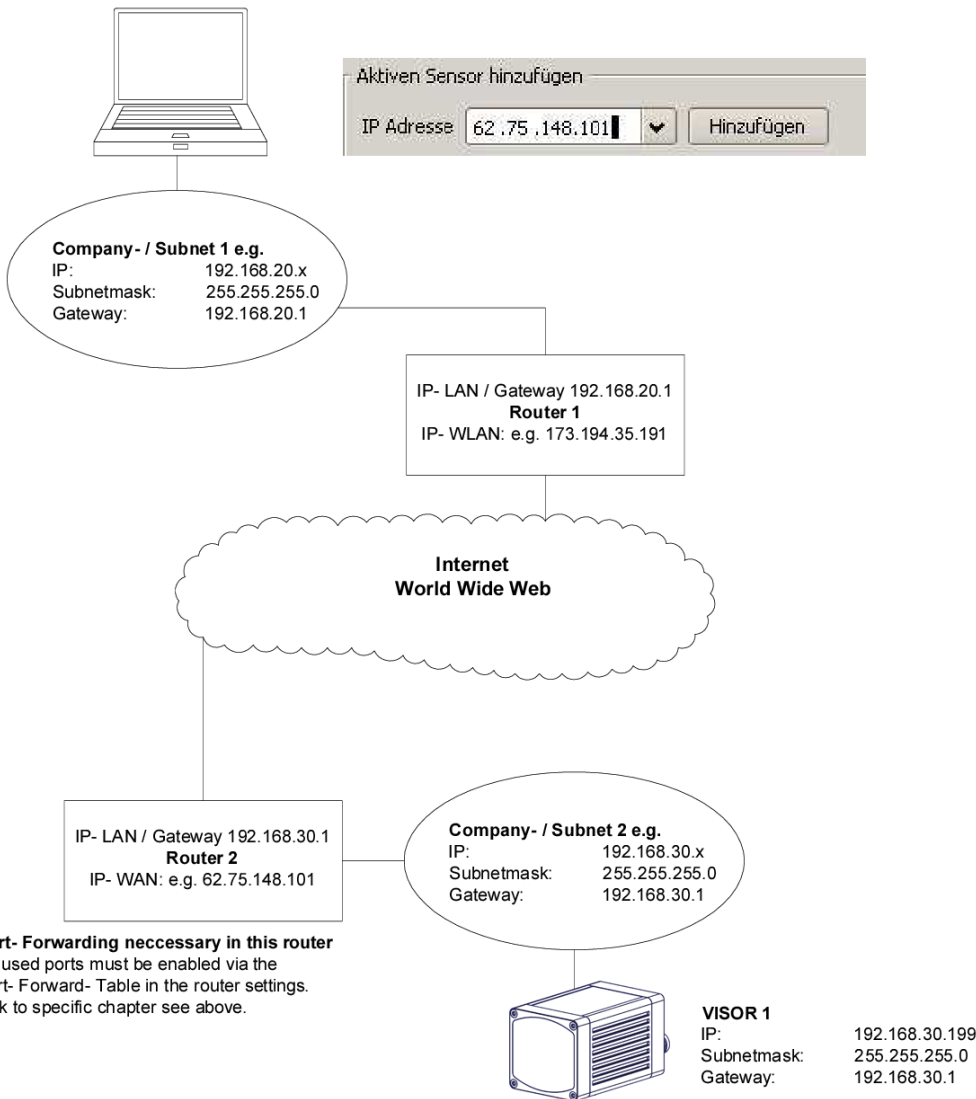 Aktiven Sensor hinzufügen
IP Adresse 62 .75 .148.101 Hinzufügen
Company- / Subnet 1 e.g.
IP: 192.168.20.x
Subnetmask: 255.255.255.0
Gateway: 192.168.20.1
IP- LAN / Gateway 192.168.20.1
Router 1
IP- WLAN: e.g. 173.194.35.191
Internet
World Wide Web
IP- LAN / Gateway 192.168.30.1
Router 2
IP- WAN: e.g. 62.75.148.101
Company- / Subnet 2 e.g.
IP: 192.168.30.x
Subnetmask: 255.255.255.0
Gateway: 192.168.30.1
rt- Forwarding neccessary in this router
used ports must be enabled via the
rt- Forward- Table in the router settings.
k to specific chapter see above.
VISOR 1
IP: 192.168.30.199
Subnetmask: 255.255.255.0
Gateway: 192.168.30.1